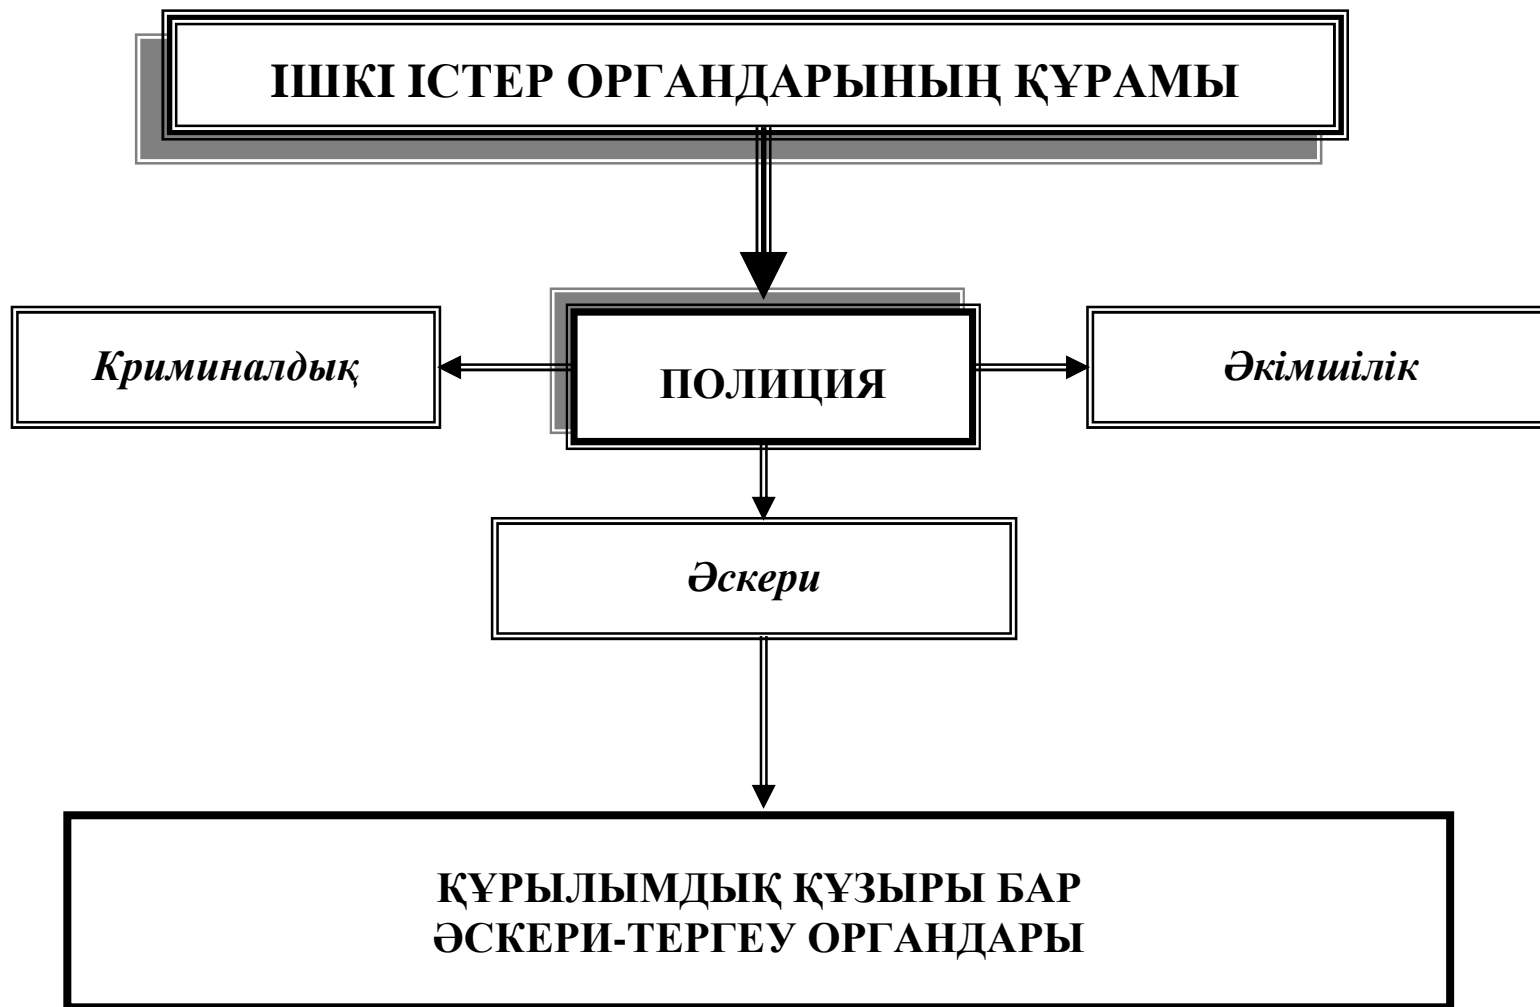 ІШКІ ІСТЕР ОРГАНДАРЫНЫҢ ҚҰРАМЫ
Криминалдық
ПОЛИЦИЯ
Әкімшілік
Әскери
ҚҰРЫЛЫМДЫҚ ҚҰЗЫРЫ БАР
ӘСКЕРИ-ТЕРГЕУ ОРГАНДАРЫ